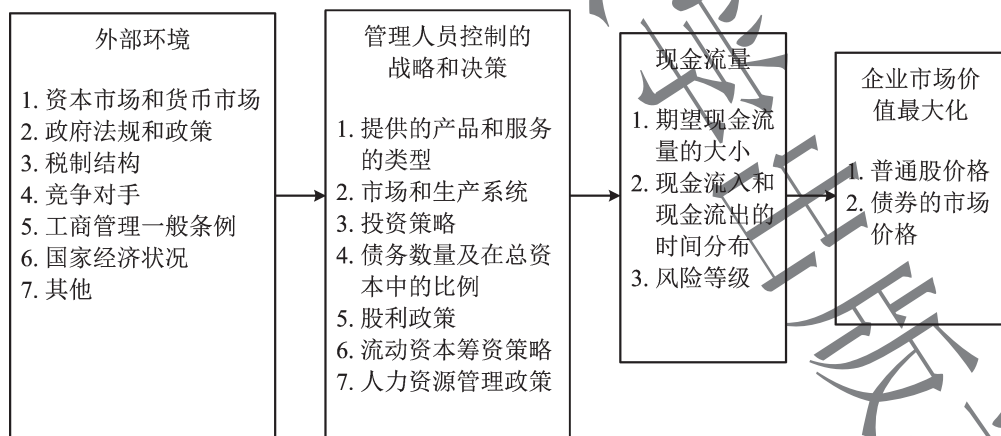 外部环境
1. 资本市场和货币市场
2. 政府法规和政策
3. 税制结构
4. 竞争对手
5. 工商管理一般条例
6. 国家经济状况
7. 其他
管理人员控制的
战略和决策
1. 提供的产品和服务
的类型
2. 市场和生产系统
3. 投资策略
4. 债务数量及在总资
本中的比例
5. 股利政策
6. 流动资本筹资策略
7. 人力资源管理政策
现金流量
1. 期望现金流
量的大小
2. 现金流入和
现金流出的
时间分布
3. 风险等级
企业市场价
值最大化
1. 普通股价格
2. 债券的市场
价格
学出版